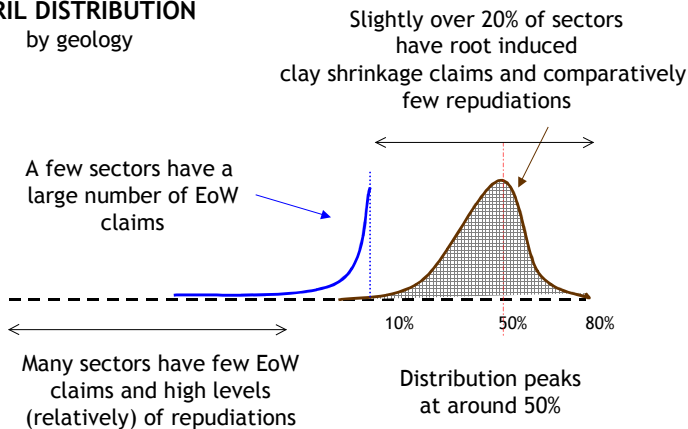 RIL DISTRIBUTION
by geology
Slightly over 20% of sectors
have root induced
clay shrinkage claims and comparatively
few repudiations
A few sectors have a
large number of EoW
claims
10%
50%
80%
Many sectors have few EoW
claims and high levels
(relatively) of repudiations
Distribution peaks
at around 50%